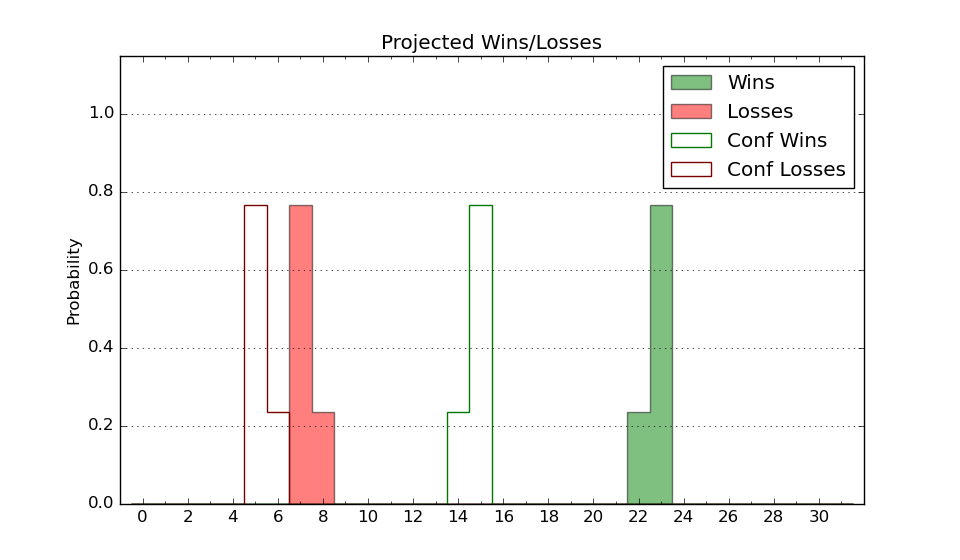 Projected Wins/Losses
Wins
Losses
Conf Wins
Conf Losses
Probability
1.0
0.8
0.6
0.4
0.2
0.0
0 2 4 6 8 10 12 14 16 18 20 22 24 26 28 30